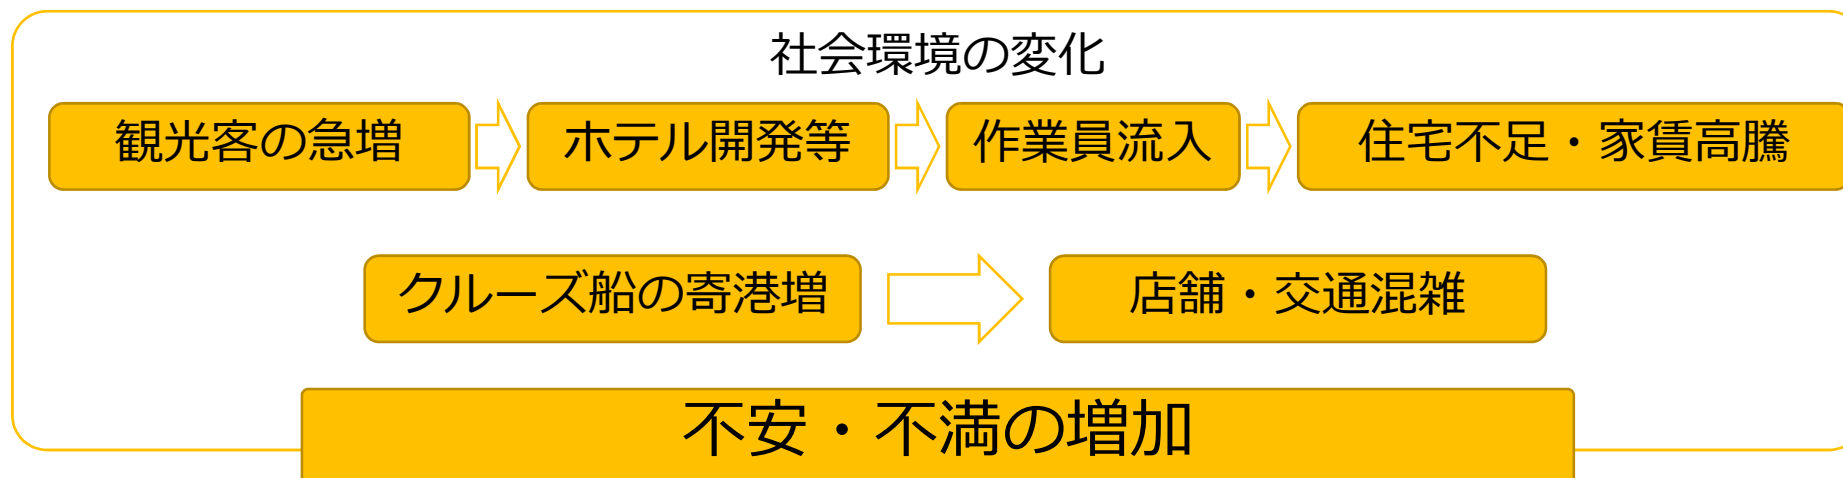 社会環境の変化
観光客の急増
ホテル開発等
作業員流入
住宅不足・家賃高騰
クルーズ船の寄港増
店舗・交通混雑
不安・不満の増加